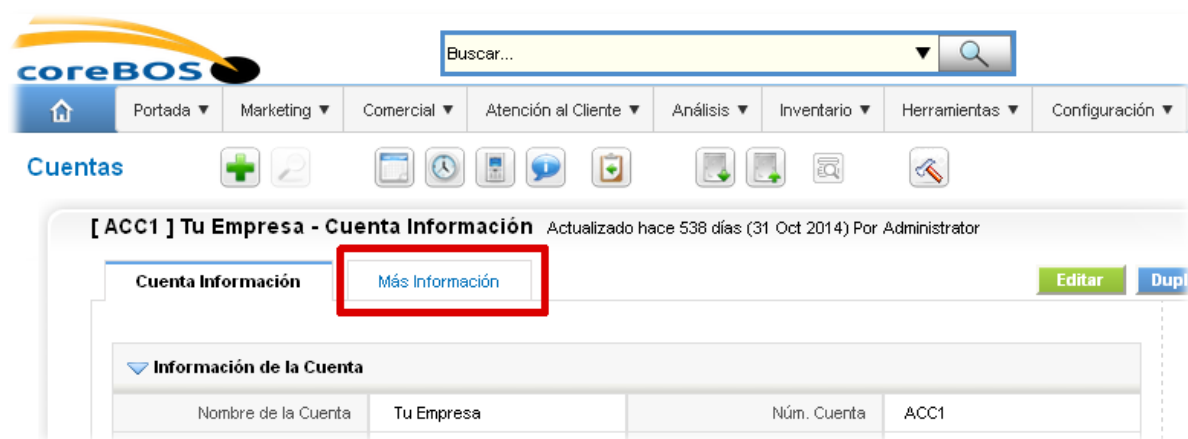 coreBOS
Buscar...
Portada Marketing Comercial Atención al Cliente Análisis Inventario Herramientas Configuración
Cuentas
[ ACC1 ] Tu Empresa - Cuenta Información Actualizado hace 538 días (31 Oct 2014) Por Administrator
Cuenta Información Más Información Editar Dupl
Información de la Cuenta
Nombre de la Cuenta Tu Empresa Núm. Cuenta ACC1